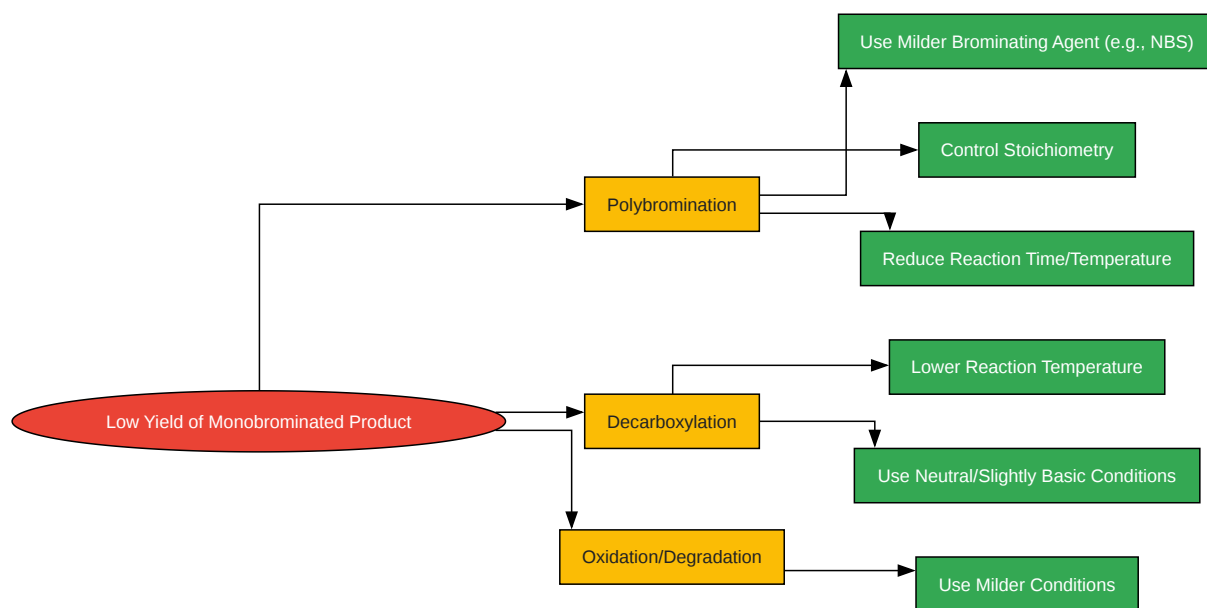 Use Milder Brominating Agent (e.g., NBS)
Control Stoichiometry
Polybromination
Reduce Reaction Time/Temperature
Lower Reaction Temperature
Low Yield of Monobrominated Product
Decarboxylation
Use Neutral/Slightly Basic Conditions
Oxidation/Degradation
Use Milder Conditions